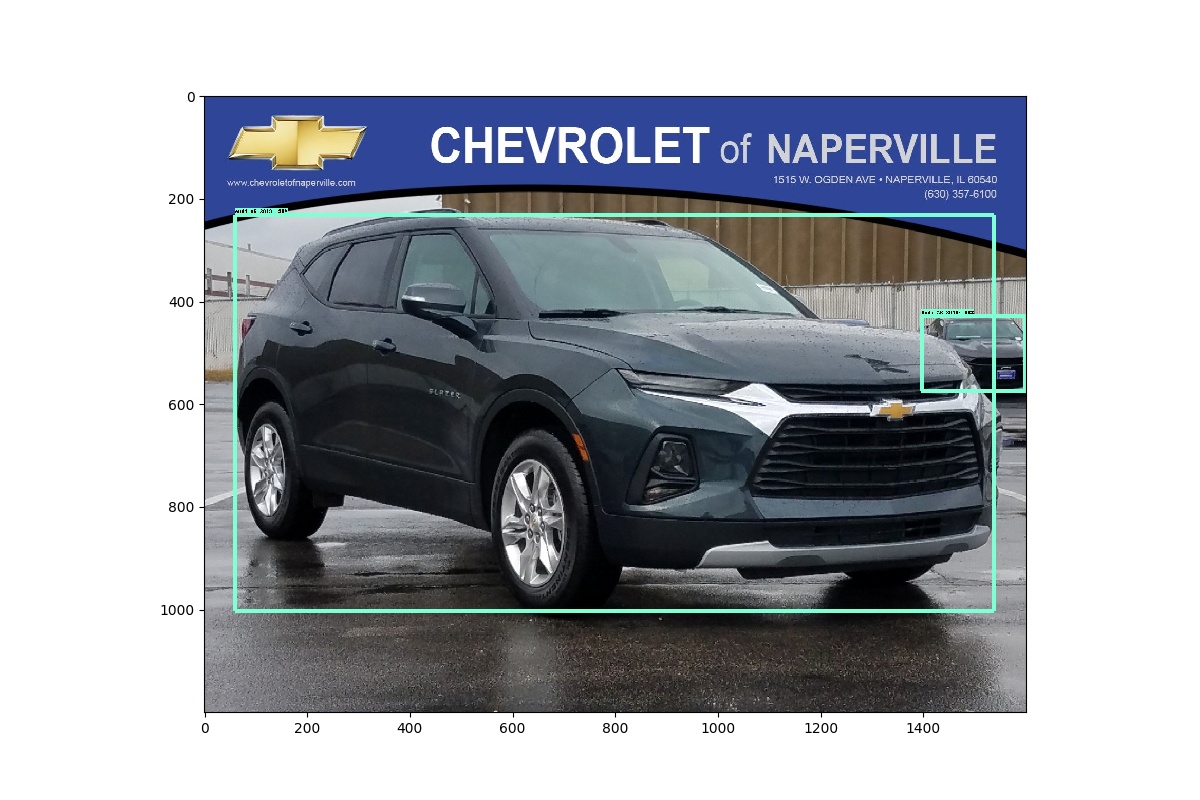 CHEVROLET of NAPERVILLE
www.chevroletofnaperville.com
1515 W. OGDEN AVE • NAPERVILLE, IL 60540
(630) 357-6100
BLAZER
0
200
400
600
800
1000
0 200 400 600 800 1000 1200 1400